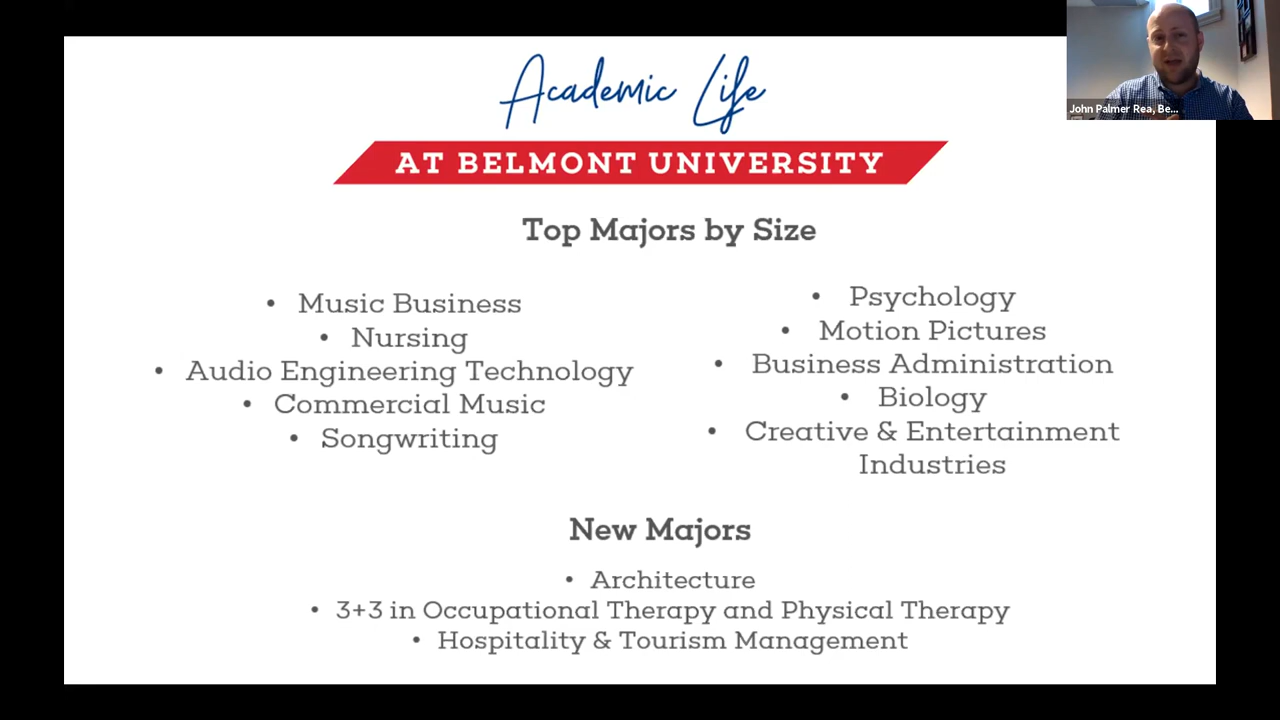 Academic Life
AT BELMONT UNIVERSITY
Top Majors by Size
• Music Business
• Nursing
• Audio Engineering Technology
• Commercial Music
• Songwriting
• Psychology
• Motion Pictures
• Business Administration
• Biology
• Creative & Entertainment
Industries
New Majors
• Architecture
• 3+3 in Occupational Therapy and Physical Therapy
• Hospitality & Tourism Management
John Palmer Rea, Be...